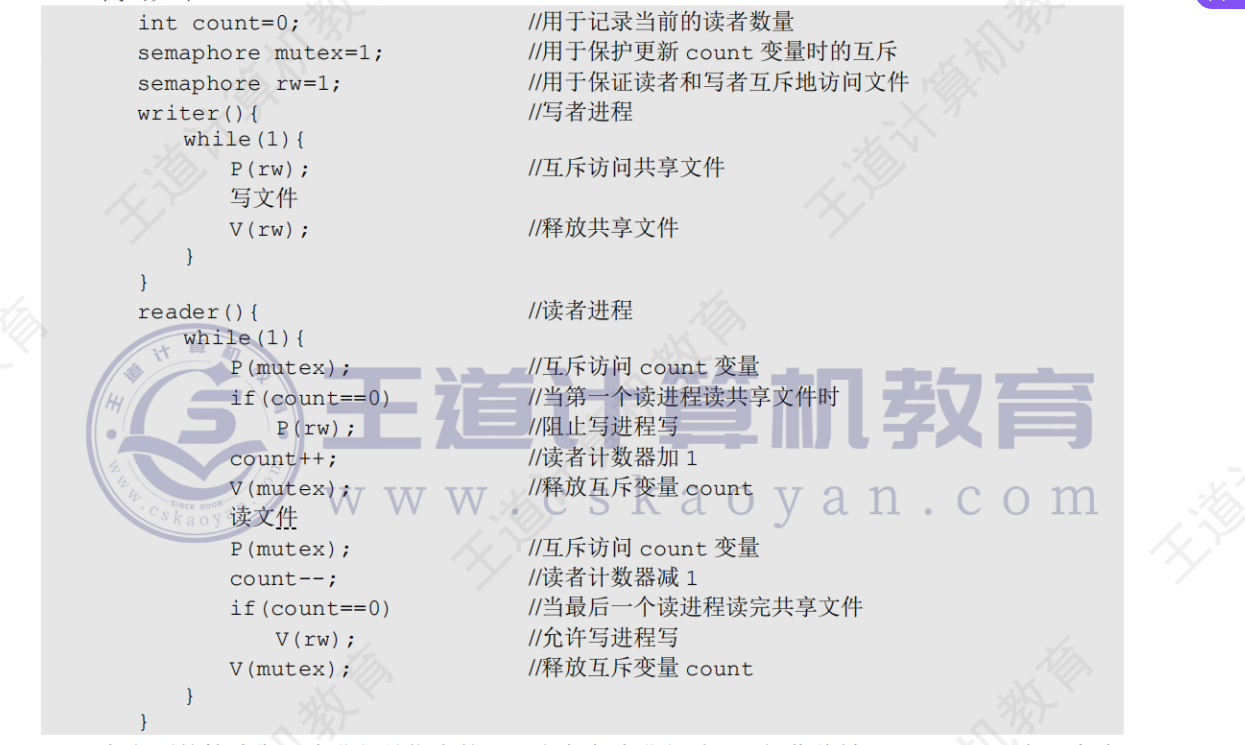 int count=0; //用于记录当前的读者数量
semaphore mutex=1; //用于保护更新 count 变量时的互斥
semaphore rw=1; //用于保证读者和写者互斥地访问文件
writer(){ //写者进程
while(1){
P(rw); //互斥访问共享文件
写文件
V(rw); //释放共享文件
}
}
reader(){ //读者进程
while(1){
P(mutex); //互斥访问 count 变量
if(count==0) //当第一个读进程读共享文件时
P(rw); //阻止写进程写
count++; //读者计数器加 1
V(mutex); //释放互斥变量 count
读文件
P(mutex); //互斥访问 count 变量
count--; //读者计数器减 1
if(count==0) //当最后一个读进程读完共享文件
V(rw); //允许写进程写
V(mutex); //释放互斥变量 count
}
}
王道计算机教育
www.cskaoyan.com